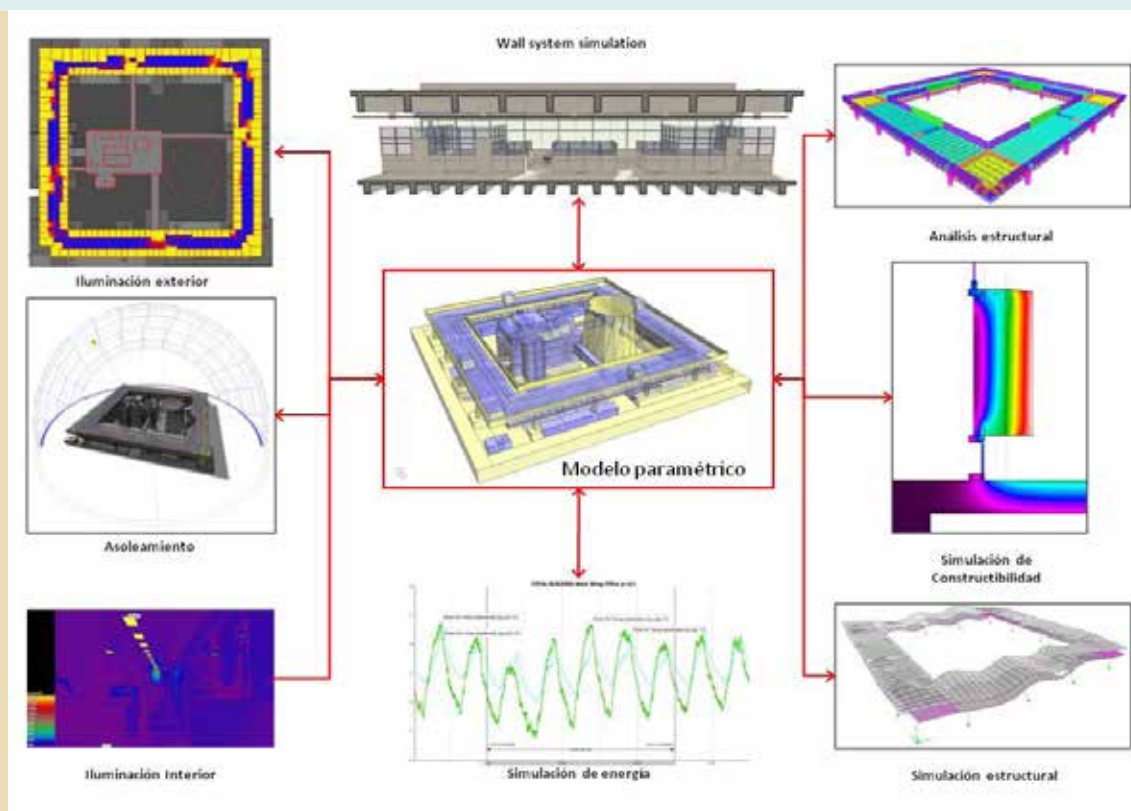 Wall system simulation
Iluminación exterior
Análisis estructural
Modelo paramétrico
Asoleamiento
Simulación de
Constructibilidad
Iluminación Interior
Simulación de energía
Simulación estructural